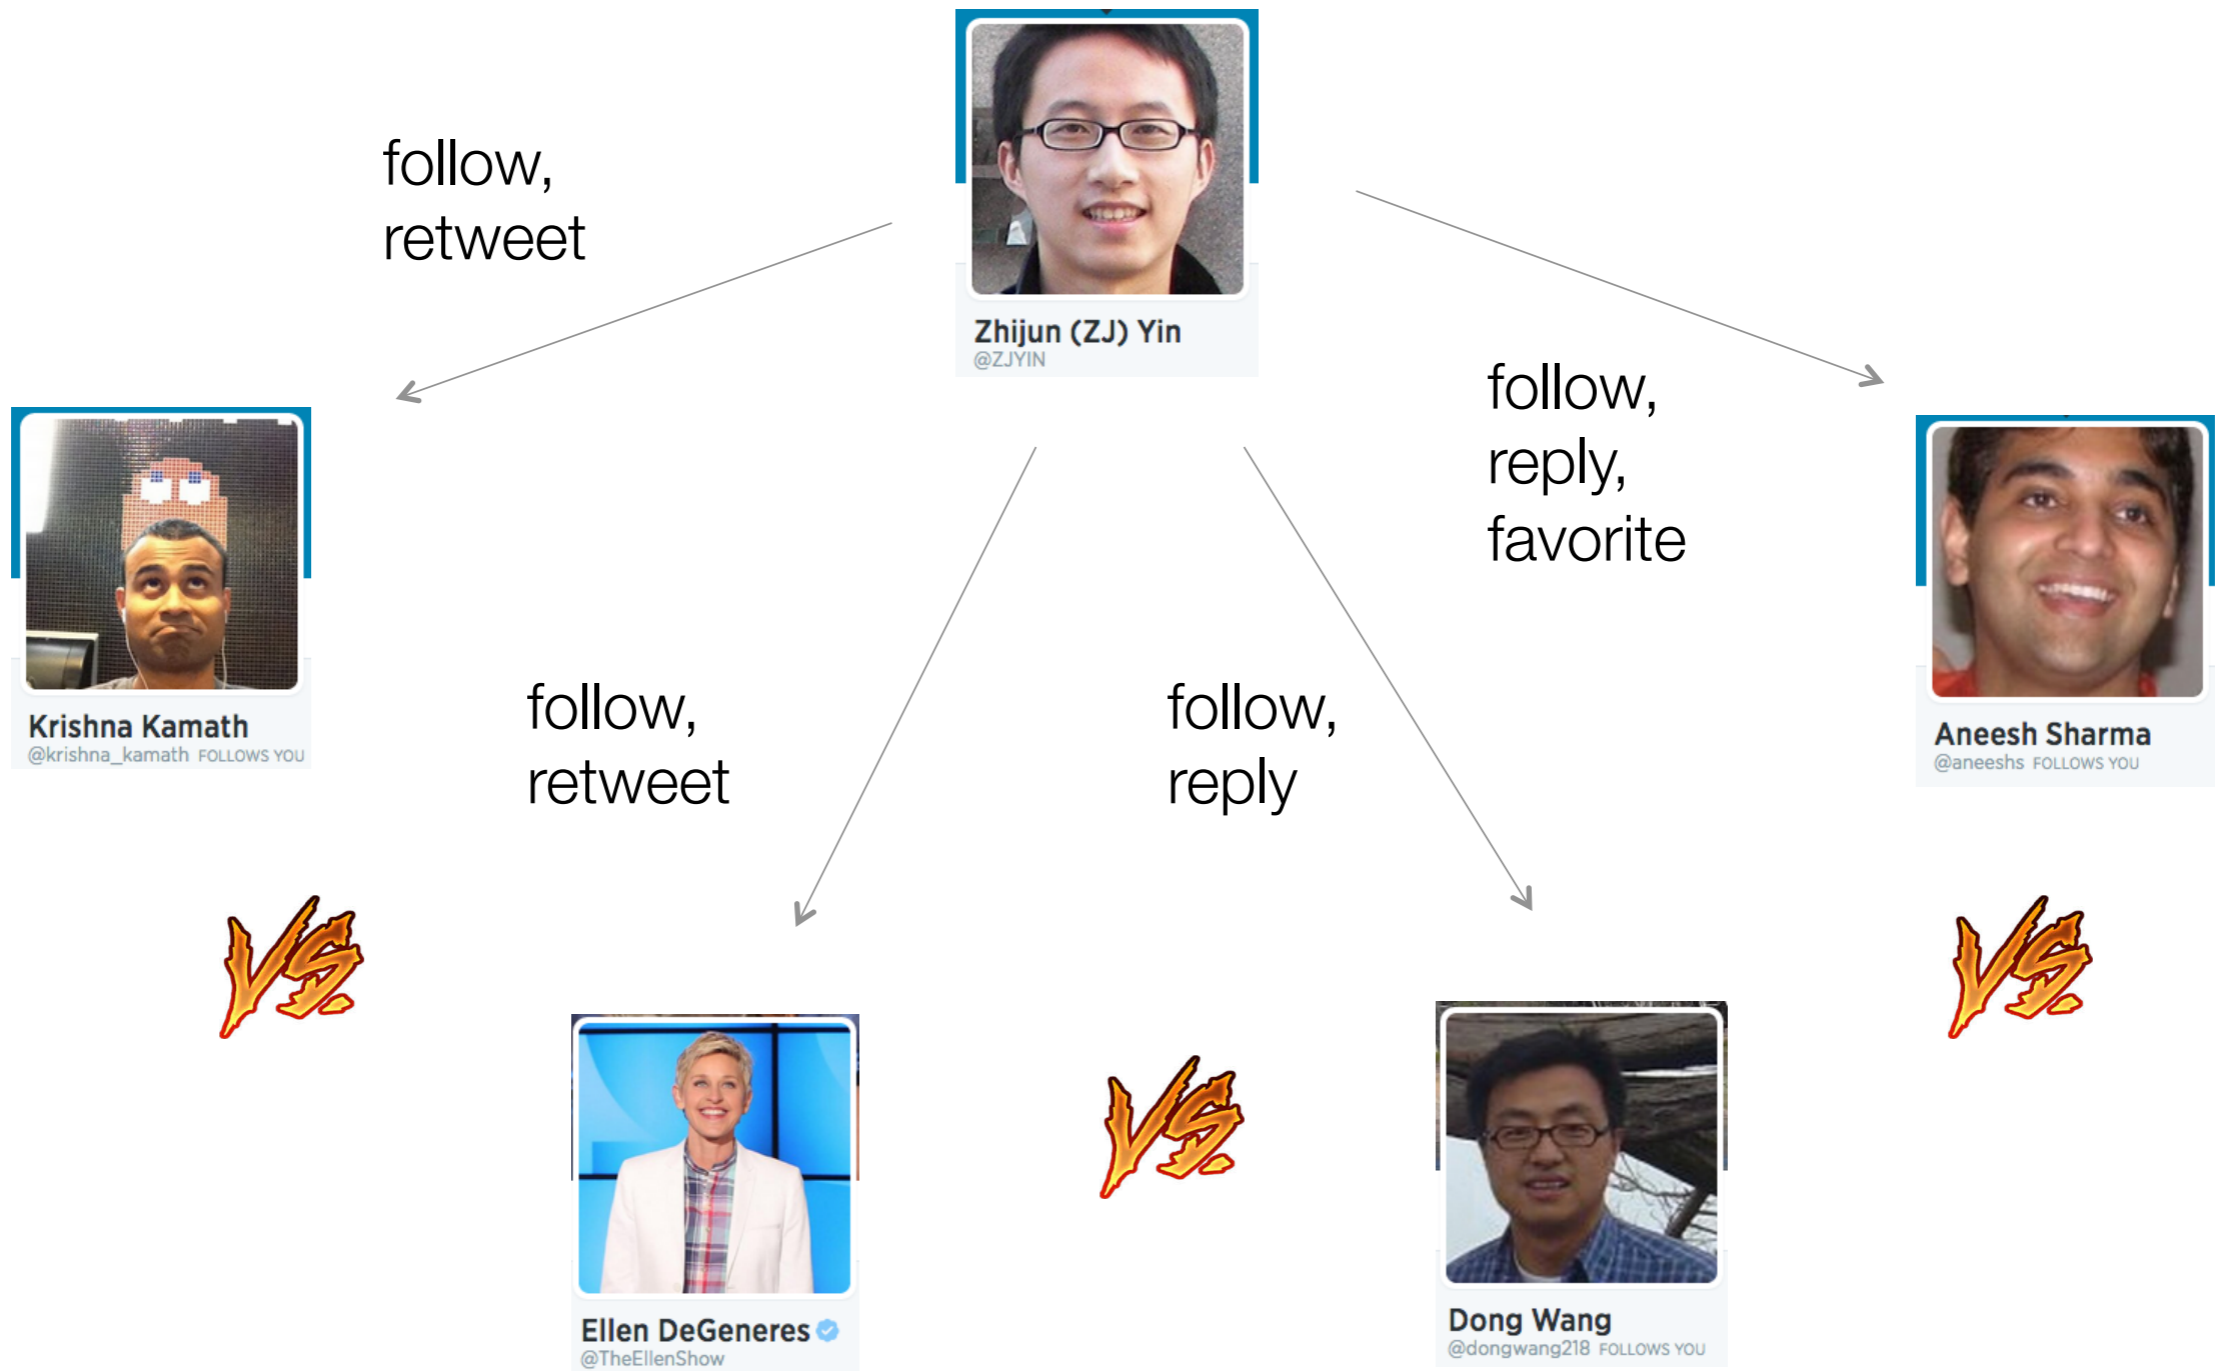 follow,
retweet
Zhijun (ZJ) Yin
@ZJYIN
follow,
reply,
favorite
Krishna Kamath
@krishna_kamath FOLLOWS YOU
follow,
retweet
follow,
reply
Aneesh Sharma
@aneeshs FOLLOWS YOU
VS.
VS.
VS.
Ellen DeGeneres
@TheEllenShow
Dong Wang
@dongwang218 FOLLOWS YOU